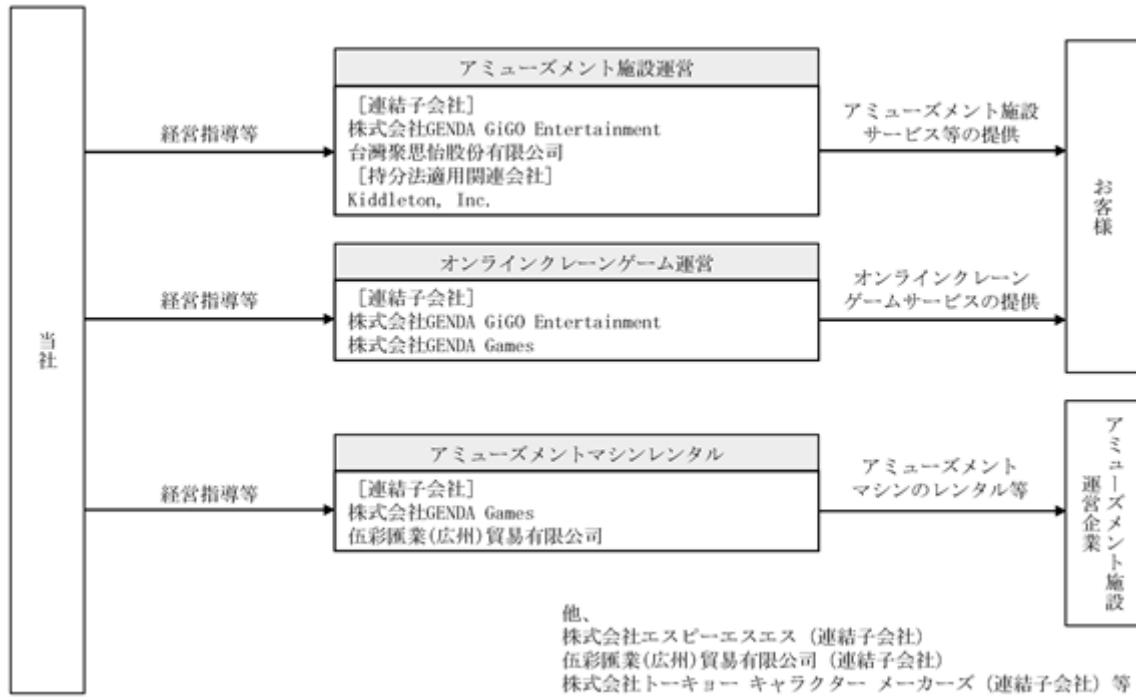 当社
経営指導等
アミューズメント施設運営
［連結子会社］
株式会社GENDA GiGO Entertainment
台灣聚思怡股份有限公司
［持分法適用関連会社］
Kiddleton, Inc.
アミューズメント施設
サービス等の提供
お客様
経営指導等
オンラインクレーンゲーム運営
［連結子会社］
株式会社GENDA GiGO Entertainment
株式会社GENDA Games
オンラインクレーン
ゲームサービスの提供
経営指導等
アミューズメントマシンレンタル
［連結子会社］
株式会社GENDA Games
伍彩匯業(広州)貿易有限公司
アミューズメント
マシンのレンタル等
アミューズメント施設
運営企業
他、
株式会社エスピーエスエス（連結子会社）
伍彩匯業(広州)貿易有限公司（連結子会社）
株式会社トーキョー キャラクター メーカーズ（連結子会社）等